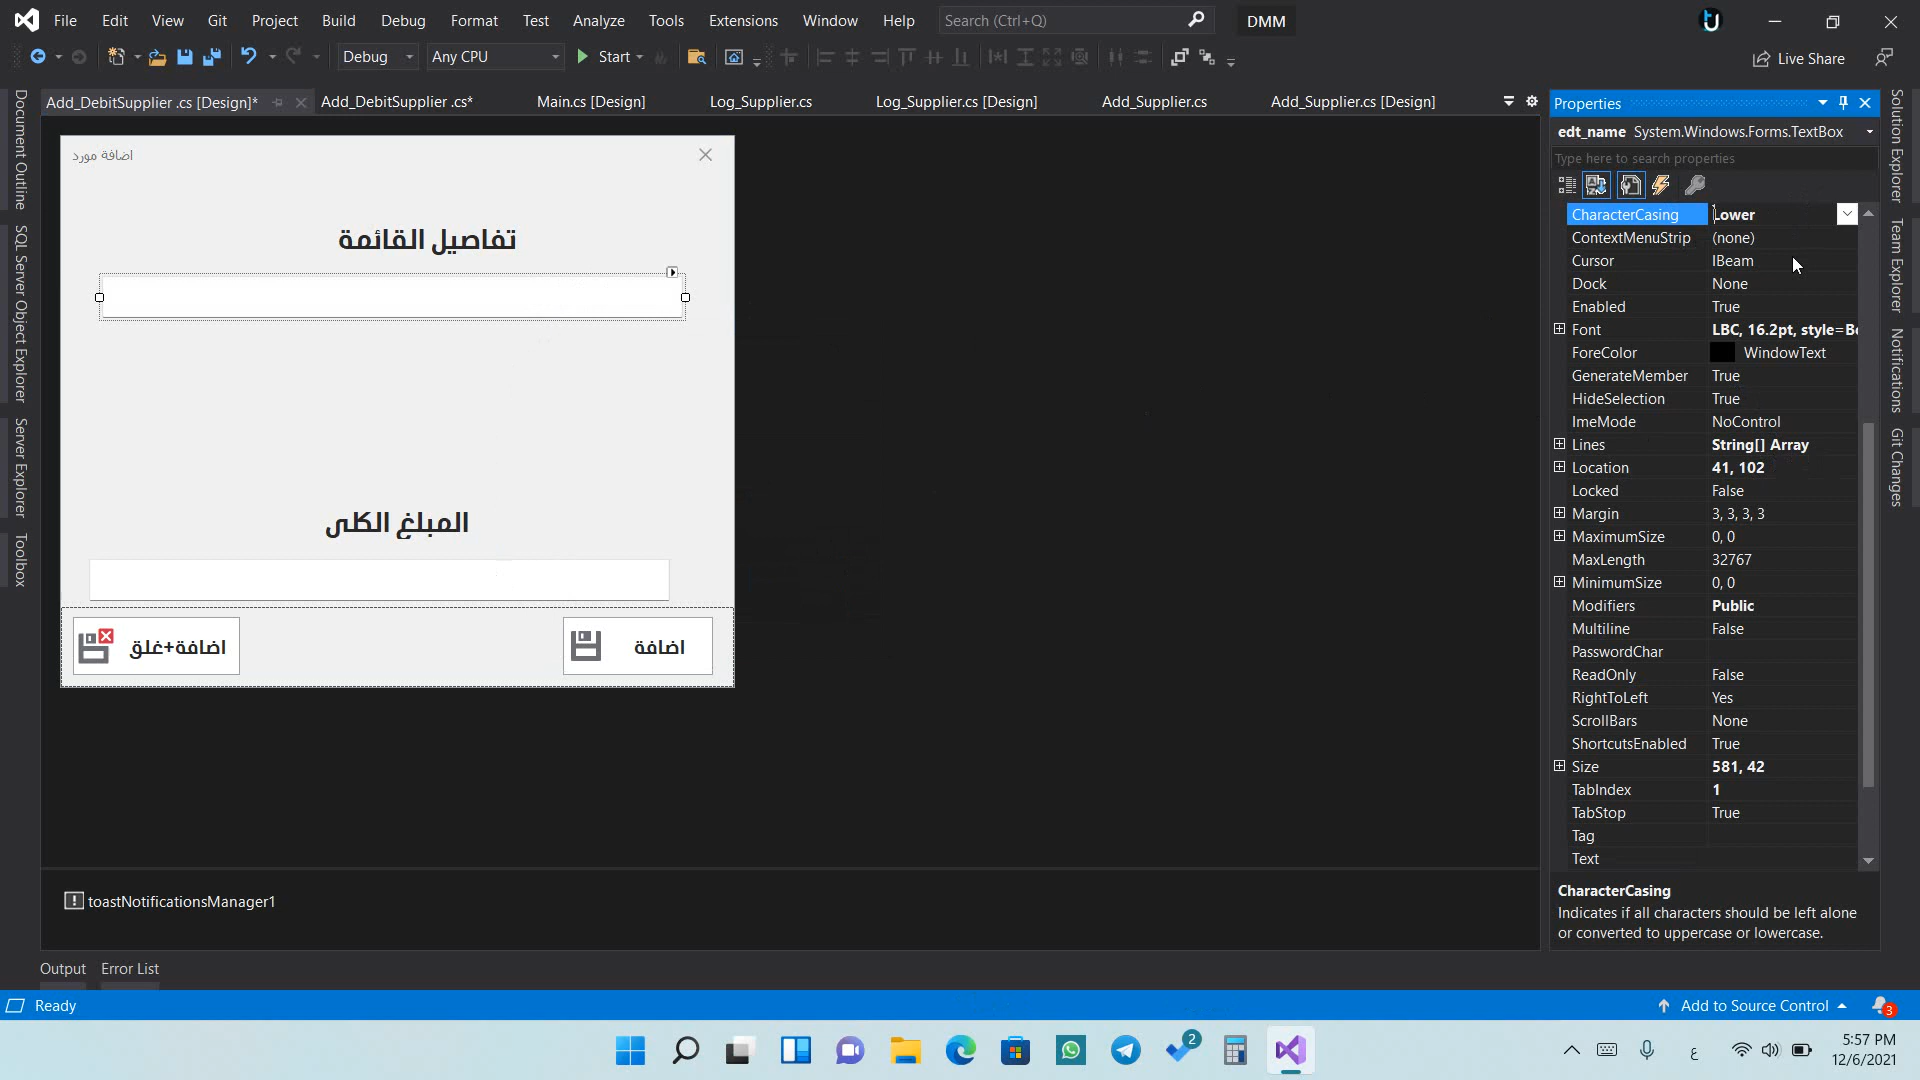 File Edit View Git Project Build Debug Format Test Analyze Tools Extensions Window Help Search (Ctrl+Q) DMM
Debug Any CPU Start Live Share
Add_DebitSupplier .cs [Design]* Add_DebitSupplier .cs* Main.cs [Design] Log_Supplier.cs Log_Supplier.cs [Design] Add_Supplier.cs Add_Supplier.cs [Design]
Document Outline
SQL Server Object Explorer
Server Explorer
Toolbox
اضافة مورد
تفاصيل القائمة
المبلغ الكلي
اضافة+غلق
اضافة
toastNotificationsManager1
Properties
edt_name System.Windows.Forms.TextBox
Type here to search properties
CharacterCasing Lower
ContextMenuStrip (none)
Cursor IBeam
Dock None
Enabled True
Font LBC, 16.2pt, style=Bo
ForeColor WindowText
GenerateMember True
HideSelection True
ImeMode NoControl
Lines String[] Array
Location 41, 102
Locked False
Margin 3, 3, 3, 3
MaximumSize 0, 0
MaxLength 32767
MinimumSize 0, 0
Modifiers Public
Multiline False
PasswordChar
ReadOnly False
RightToLeft Yes
ScrollBars None
ShortcutsEnabled True
Size 581, 42
TabIndex 1
TabStop True
Tag
Text
CharacterCasing
Indicates if all characters should be left alone
or converted to uppercase or lowercase.
Solution Explorer
Team Explorer
Notifications
Git Changes
Output Error List
Ready Add to Source Control 3
2
ع
5:57 PM
12/6/2021